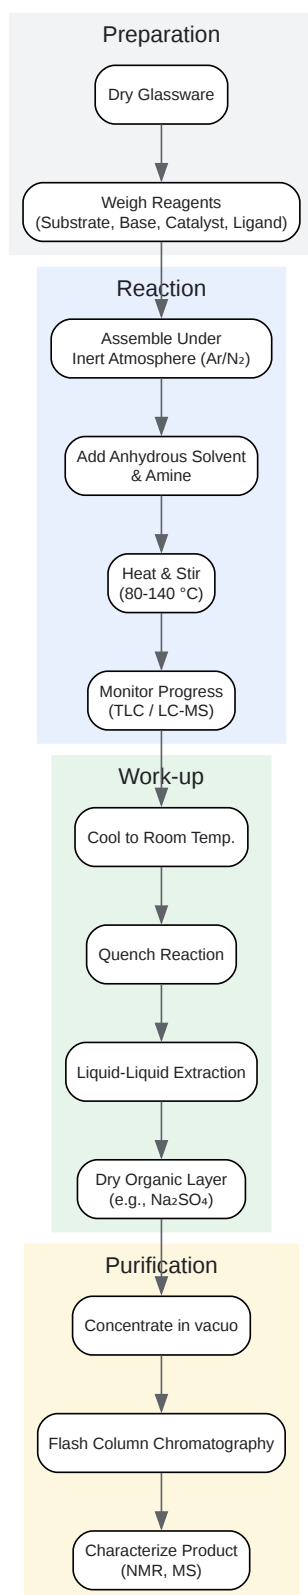 Preparation
Dry Glassware
Weigh Reagents
(Substrate, Base, Catalyst, Ligand)
Reaction
Assemble Under
Inert Atmosphere (Ar/N₂)
Add Anhydrous Solvent
& Amine
Heat & Stir
(80-140 °C)
Monitor Progress
(TLC / LC-MS)
Work-up
Cool to Room Temp.
Quench Reaction
Liquid-Liquid Extraction
Dry Organic Layer
(e.g., Na₂SO₄)
Purification
Concentrate in vacuo
Flash Column Chromatography
Characterize Product
(NMR, MS)